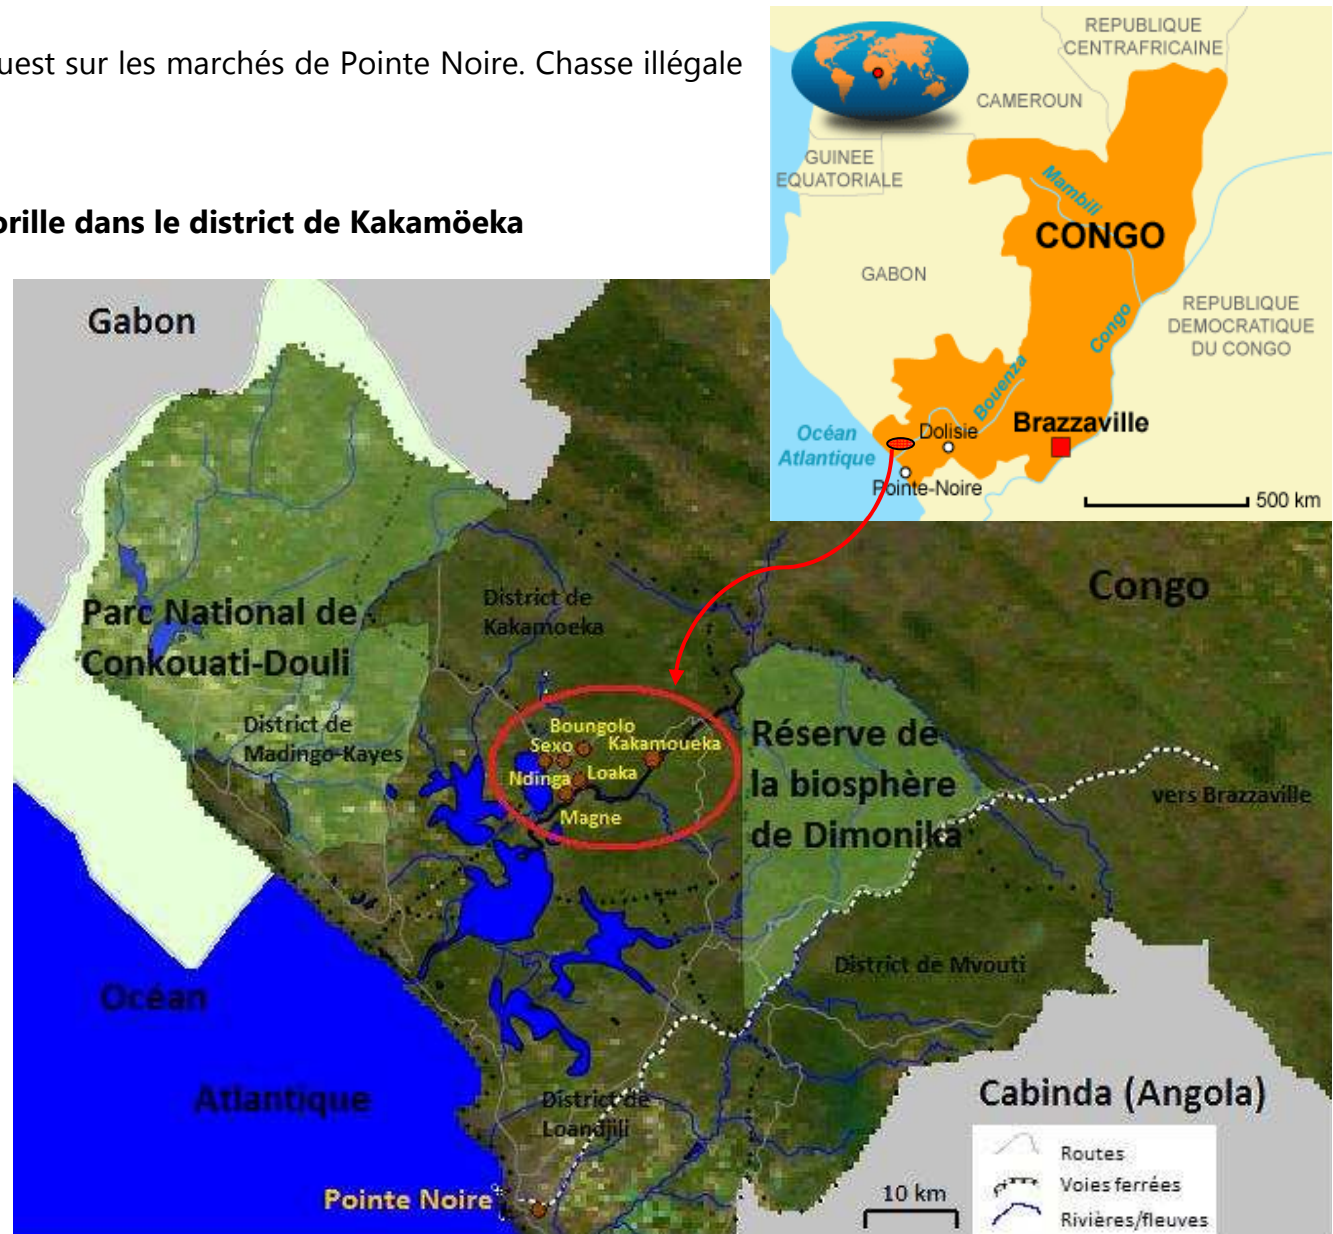 uest sur les marchés de Pointe Noire. Chasse illégale
orille dans le district de Kakamöeka
REPUBLIQUE
CENTRAFRICAINE
CAMEROUN
GUINEE
EQUATORIALE
Mambili
CONGO
GABON
REPUBLIQUE
DEMOCRATIQUE
DU CONGO
Congo
Bouenza
Océan
Atlantique
Dolisie
Brazzaville
Pointe-Noire
500 km
Gabon
Congo
District de
Kakamoeka
Parc National de
Conkouati-Douli
District de
Madingo-Kayes
Boungolo
Sexo
Kakamoueka
Ndinga
Loaka
Magne
Réserve de
la biosphère
de Dimonika
vers Brazzaville
District de Mvouti
Océan
Atlantique
District de
Loandjili
Pointe Noire
Cabinda (Angola)
10 km
Routes
Voies ferrées
Rivières/fleuves